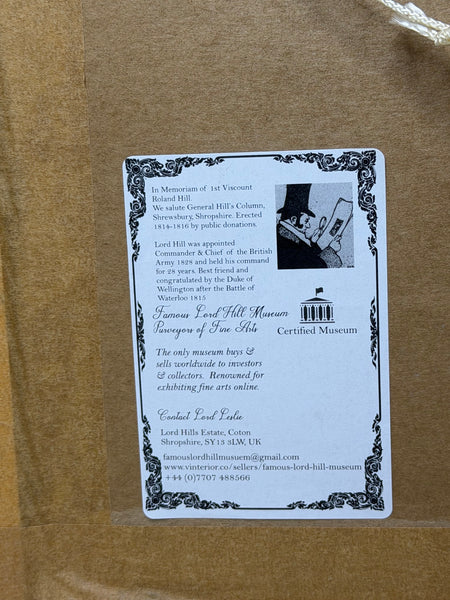 In Memoriam of 1st Viscount
Roland Hill.
We salute General Hill's Column,
Shrewsbury, Shropshire. Erected
1814-1816 by public donations.
Lord Hill was appointed
Commander & Chief of the British
Army 1828 and held his command
for 28 years. Best friend and
congratulated by the Duke of
Wellington after the Battle of
Waterloo 1815
Famous Lord Hill Museum
Purveyors of Fine Arts
Certified Museum
The only museum buys &
sells worldwide to investors
& collectors. Renowned for
exhibiting fine arts online.
Contact Lord Leslie
Lord Hills Estate, Coton
Shropshire, SY13 3LW, UK
famouslordhillmusuem@gmail.com
www.vinterior.co/sellers/famous-lord-hill-museum
+44 (0)7707 488566